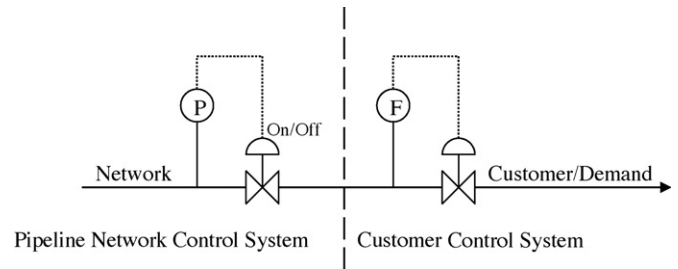 P
F
On/Off
Network
Customer/Demand
Pipeline Network Control System
Customer Control System